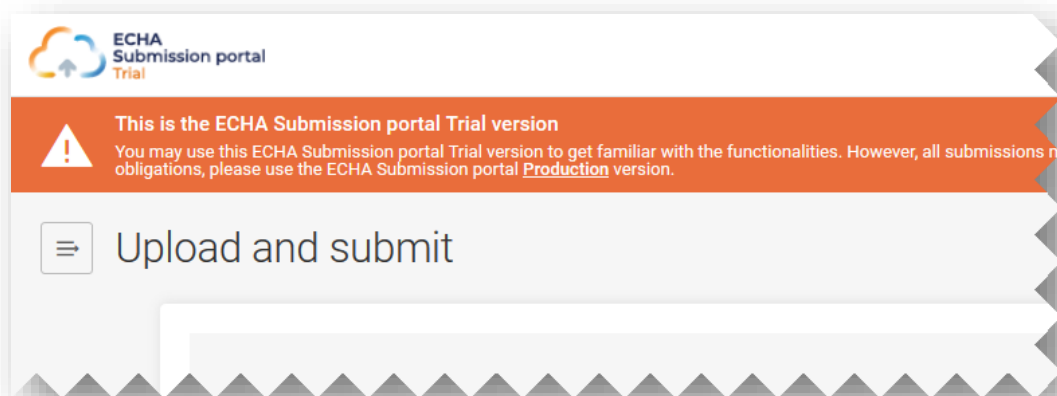 ECHA
Submission portal
Trial
This is the ECHA Submission portal Trial version
You may use this ECHA Submission portal Trial version to get familiar with the functionalities. However, all submissions
obligations, please use the ECHA Submission portal Production version.
Upload and submit